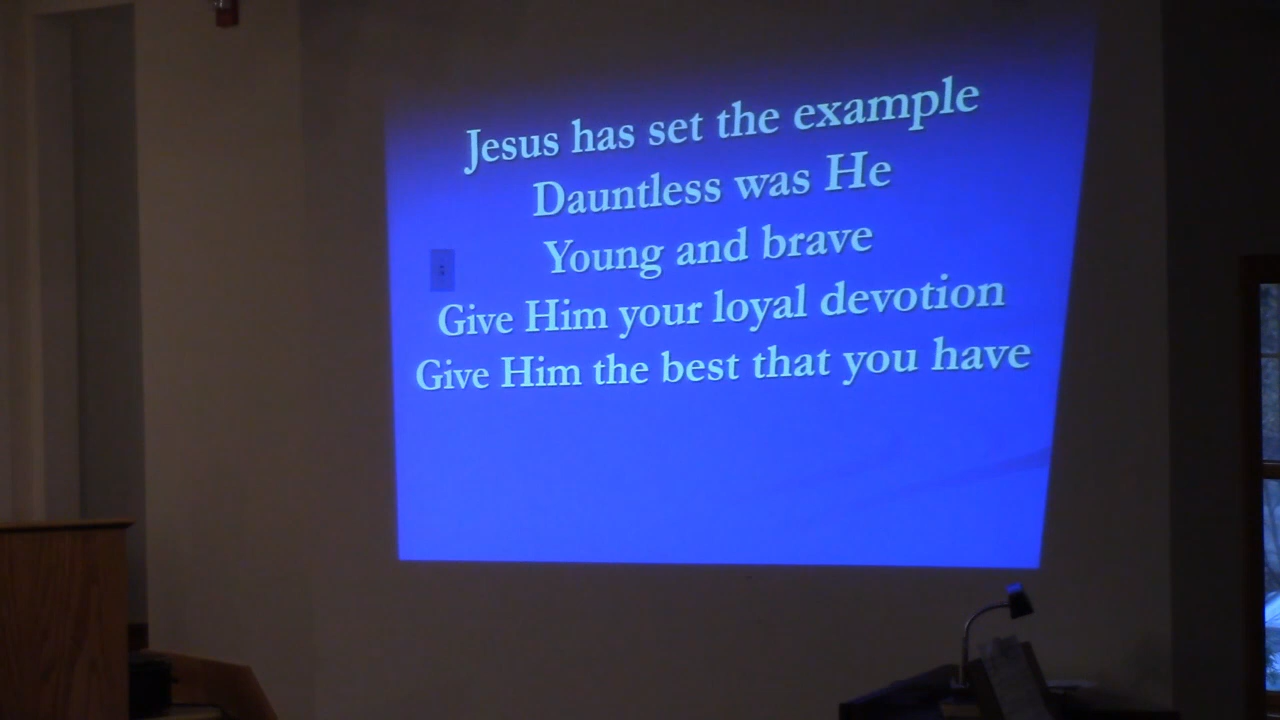 Jesus has set the example
Dauntless was He
Young and brave
Give Him your loyal devotion
Give Him the best that you have